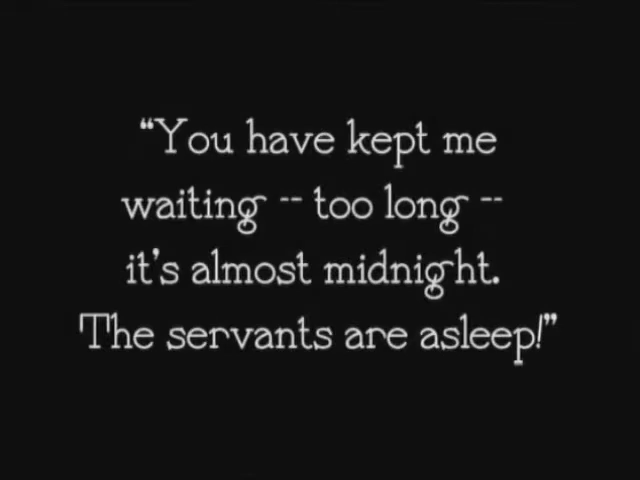 “You have kept me
waiting -- too long --
it's almost midnight.
The servants are asleep!”